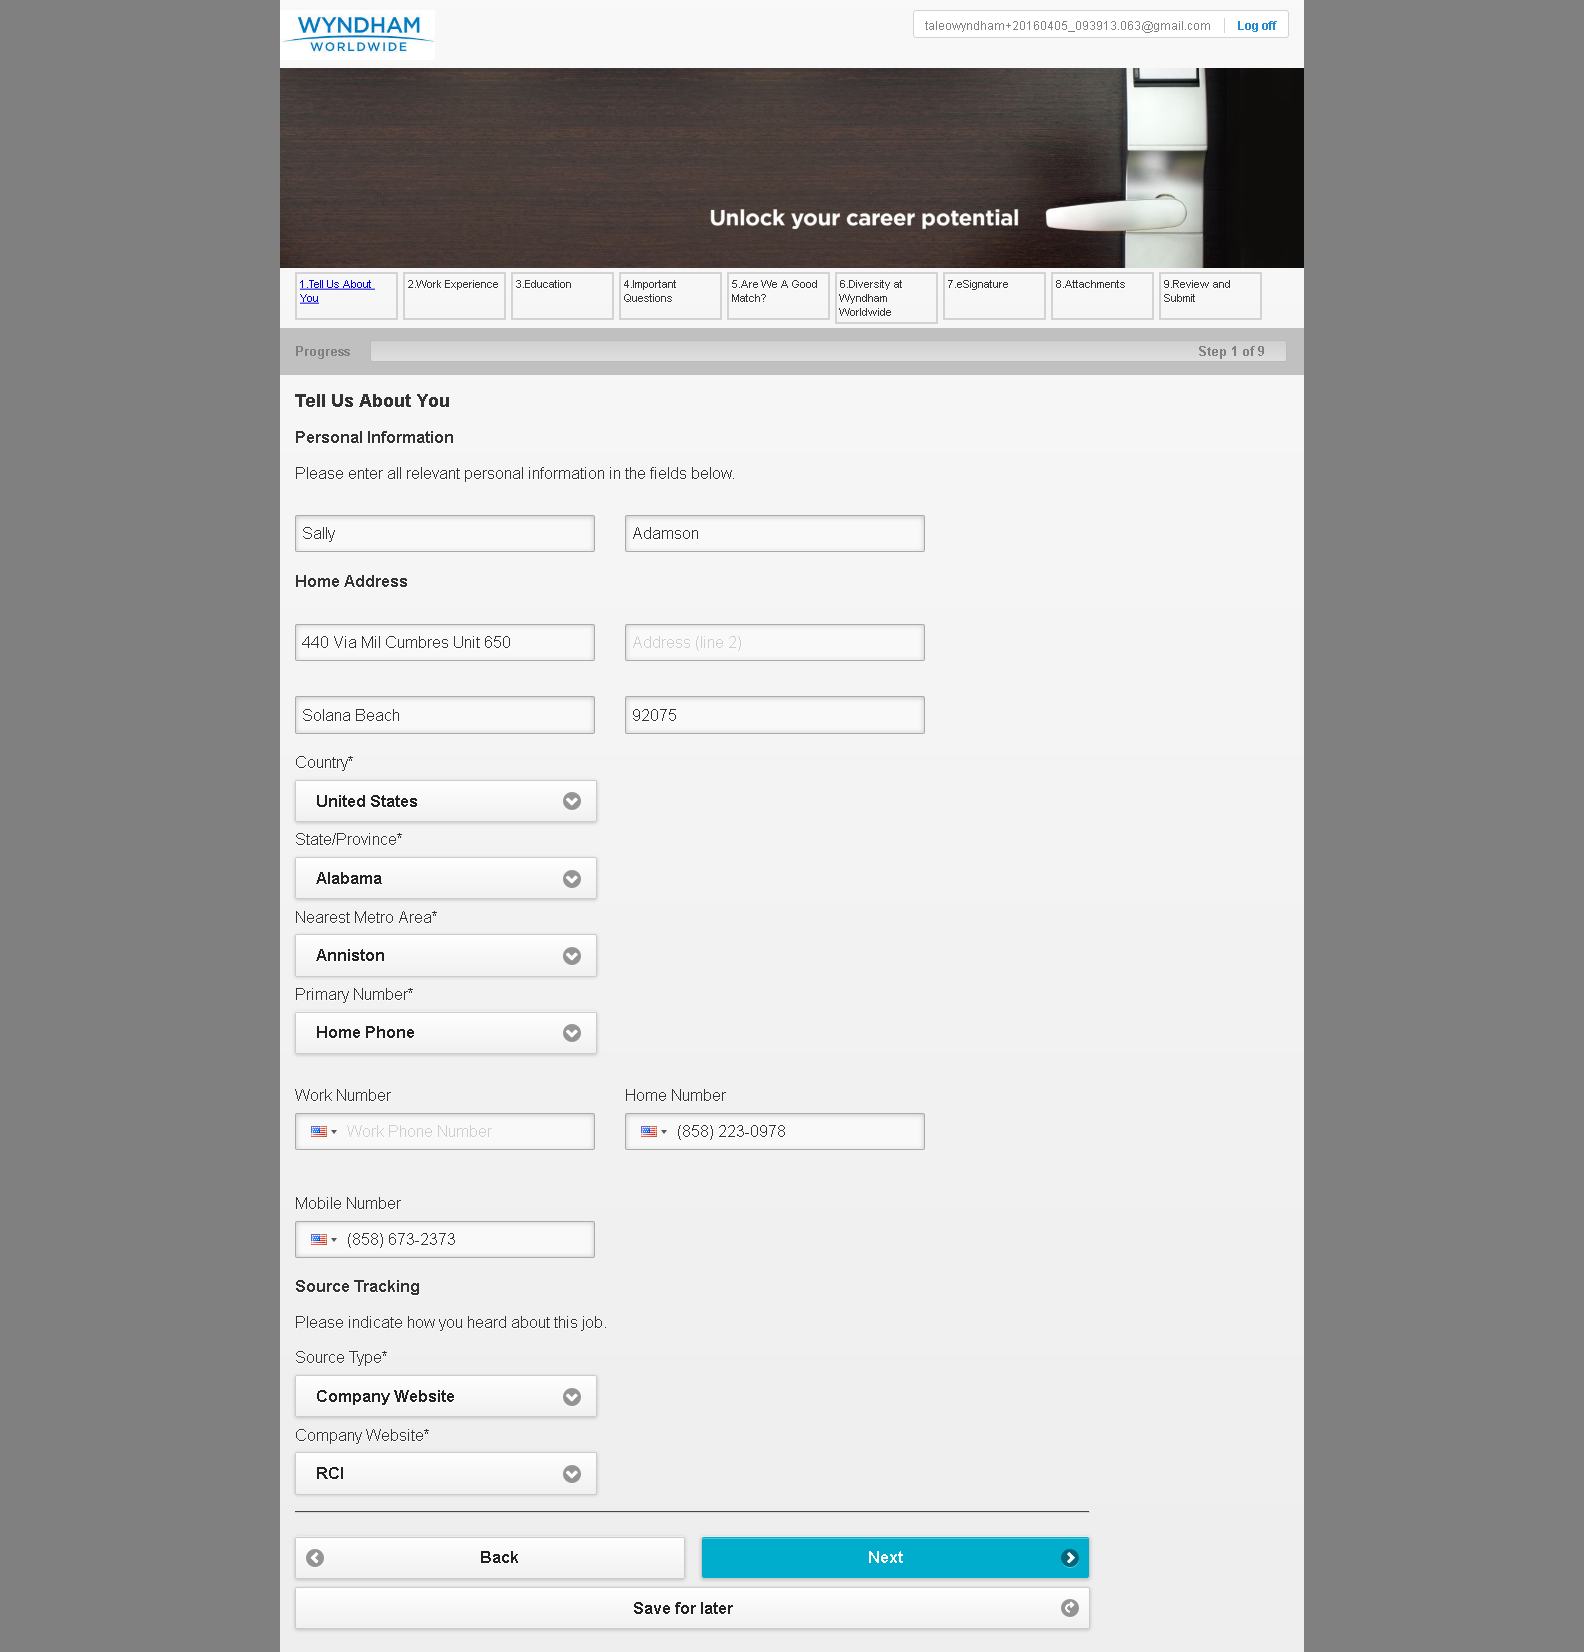 WYNDHAM
WORLDWIDE
taleowyndham+20160405_093913.063@gmail.com
Log off
Unlock your career potential
1.Tell Us About You
2.Work Experience
3.Education
4.Important Questions
5.Are We A Good Match?
6.Diversity at Wyndham Worldwide
7.eSignature
8.Attachments
9.Review and Submit
Progress
Step 1 of 9
Tell Us About You
Personal Information
Please enter all relevant personal information in the fields below.
Sally
Adamson
Home Address
440 Via Mil Cumbres Unit 650
Address (line 2)
Solana Beach
92075
Country*
United States
State/Province*
Alabama
Nearest Metro Area*
Anniston
Primary Number*
Home Phone
Work Number
Home Number
Work Phone Number
(858) 223-0978
Mobile Number
(858) 673-2373
Source Tracking
Please indicate how you heard about this job.
Source Type*
Company Website
Company Website*
RCI
Back
Next
Save for later